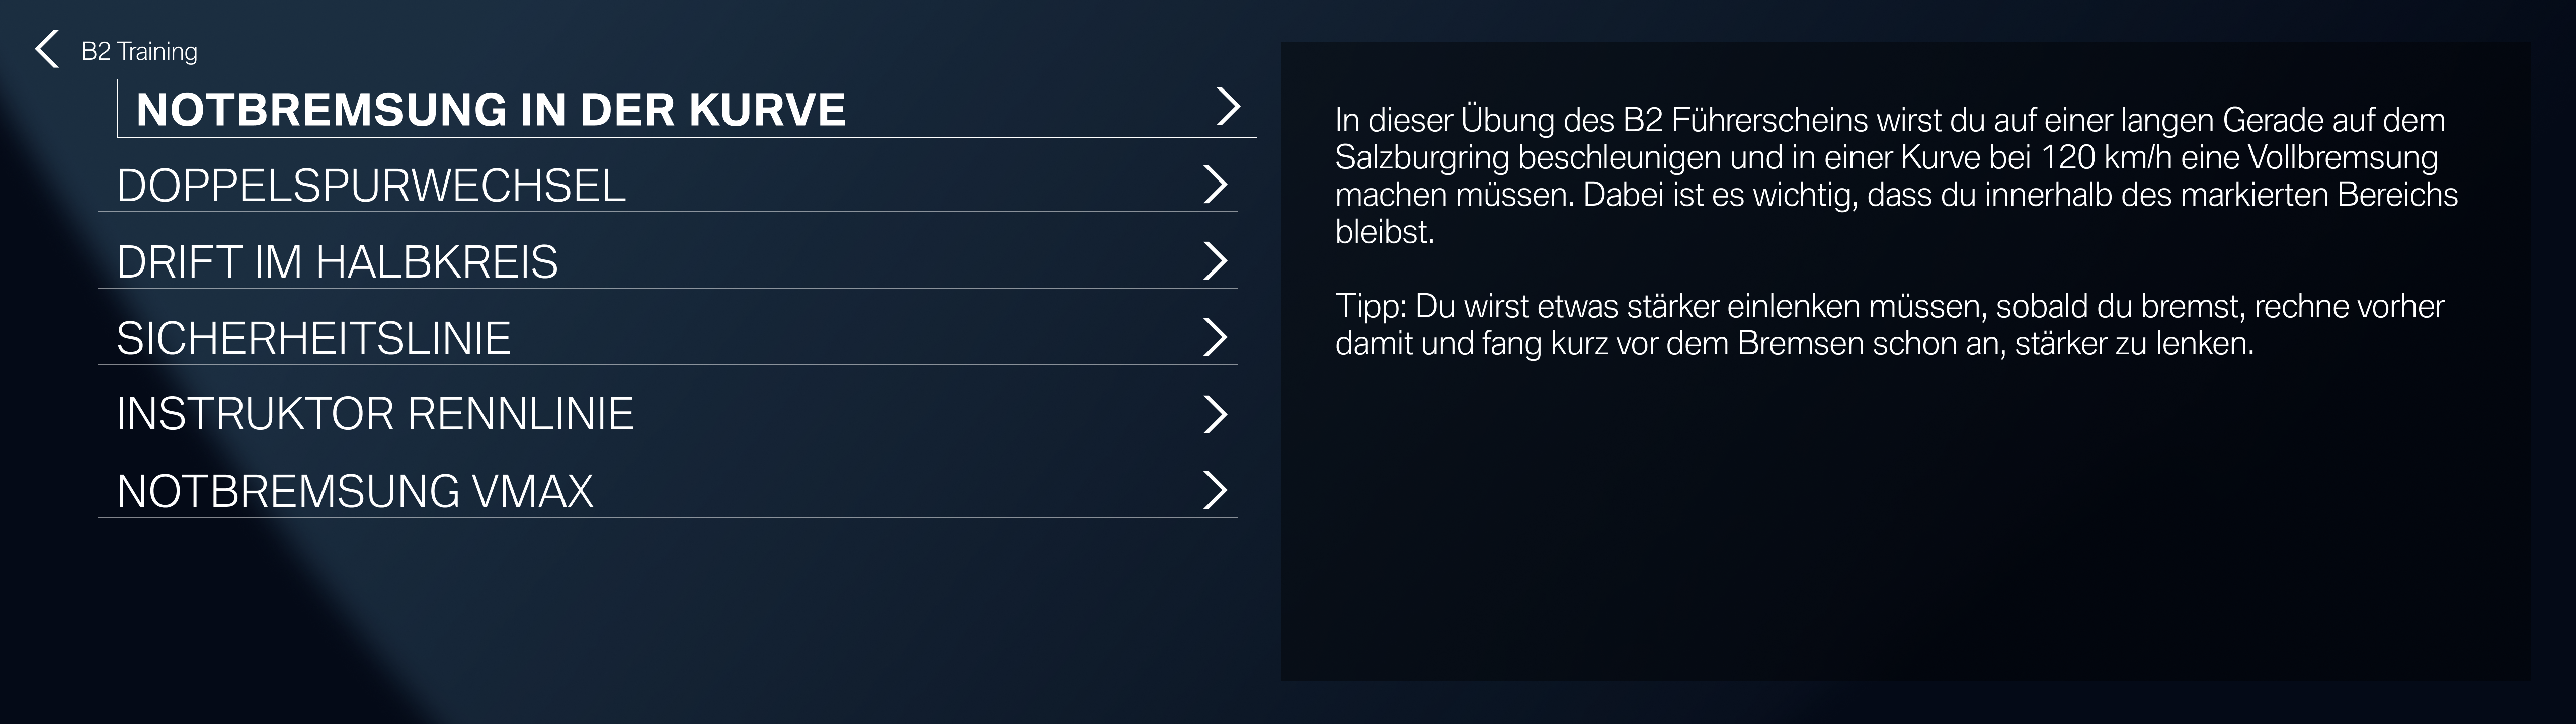 B2 Training
NOTBREMSUNG IN DER KURVE
DOPPELSPURWECHSEL
DRIFT IM HALBKREIS
SICHERHEITSLINIE
INSTRUKTOR RENNLINIE
NOTBREMSUNG VMAX
In dieser Übung des B2 Führerscheins wirst du auf einer langen Gerade auf dem
Salzburgring beschleunigen und in einer Kurve bei 120 km/h eine Vollbremsung
machen müssen. Dabei ist es wichtig, dass du innerhalb des markierten Bereichs
bleibst.
Tipp: Du wirst etwas stärker einlenken müssen, sobald du bremst, rechne vorher
damit und fang kurz vor dem Bremsen schon an, stärker zu lenken.